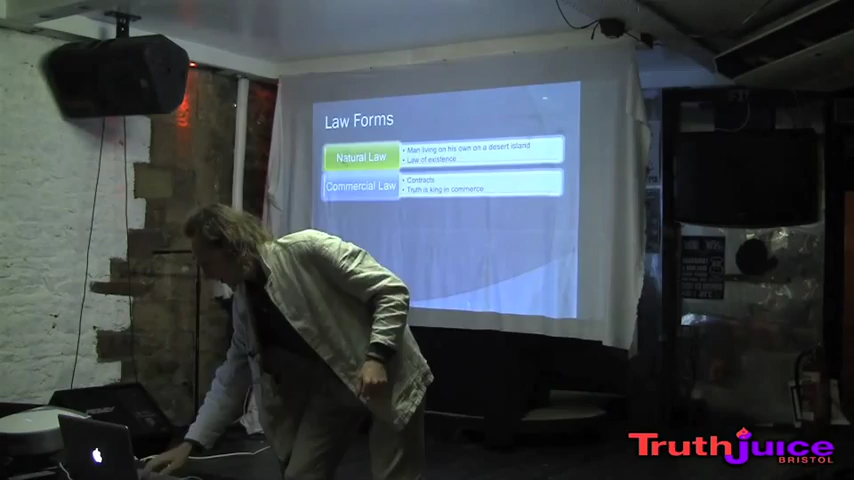 Law Forms
Natural Law
• Man living on his own on a desert island
• Law of existence
Commercial Law
• Contracts
• Truth is king in commerce
Truthjuice
BRISTOL